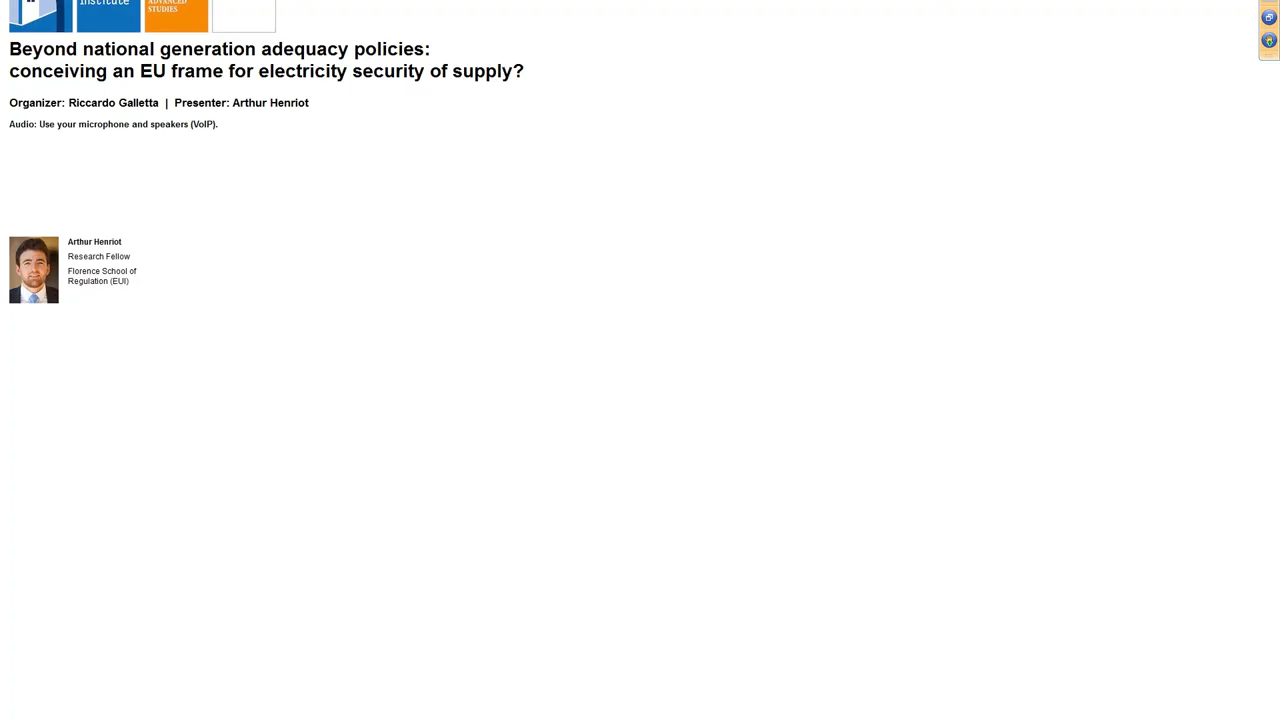 Institute
ADVANCED
STUDIES
Beyond national generation adequacy policies:
conceiving an EU frame for electricity security of supply?
Organizer: Riccardo Galletta | Presenter: Arthur Henriot
Audio: Use your microphone and speakers (VoIP).
Arthur Henriot
Research Fellow
Florence School of
Regulation (EUI)